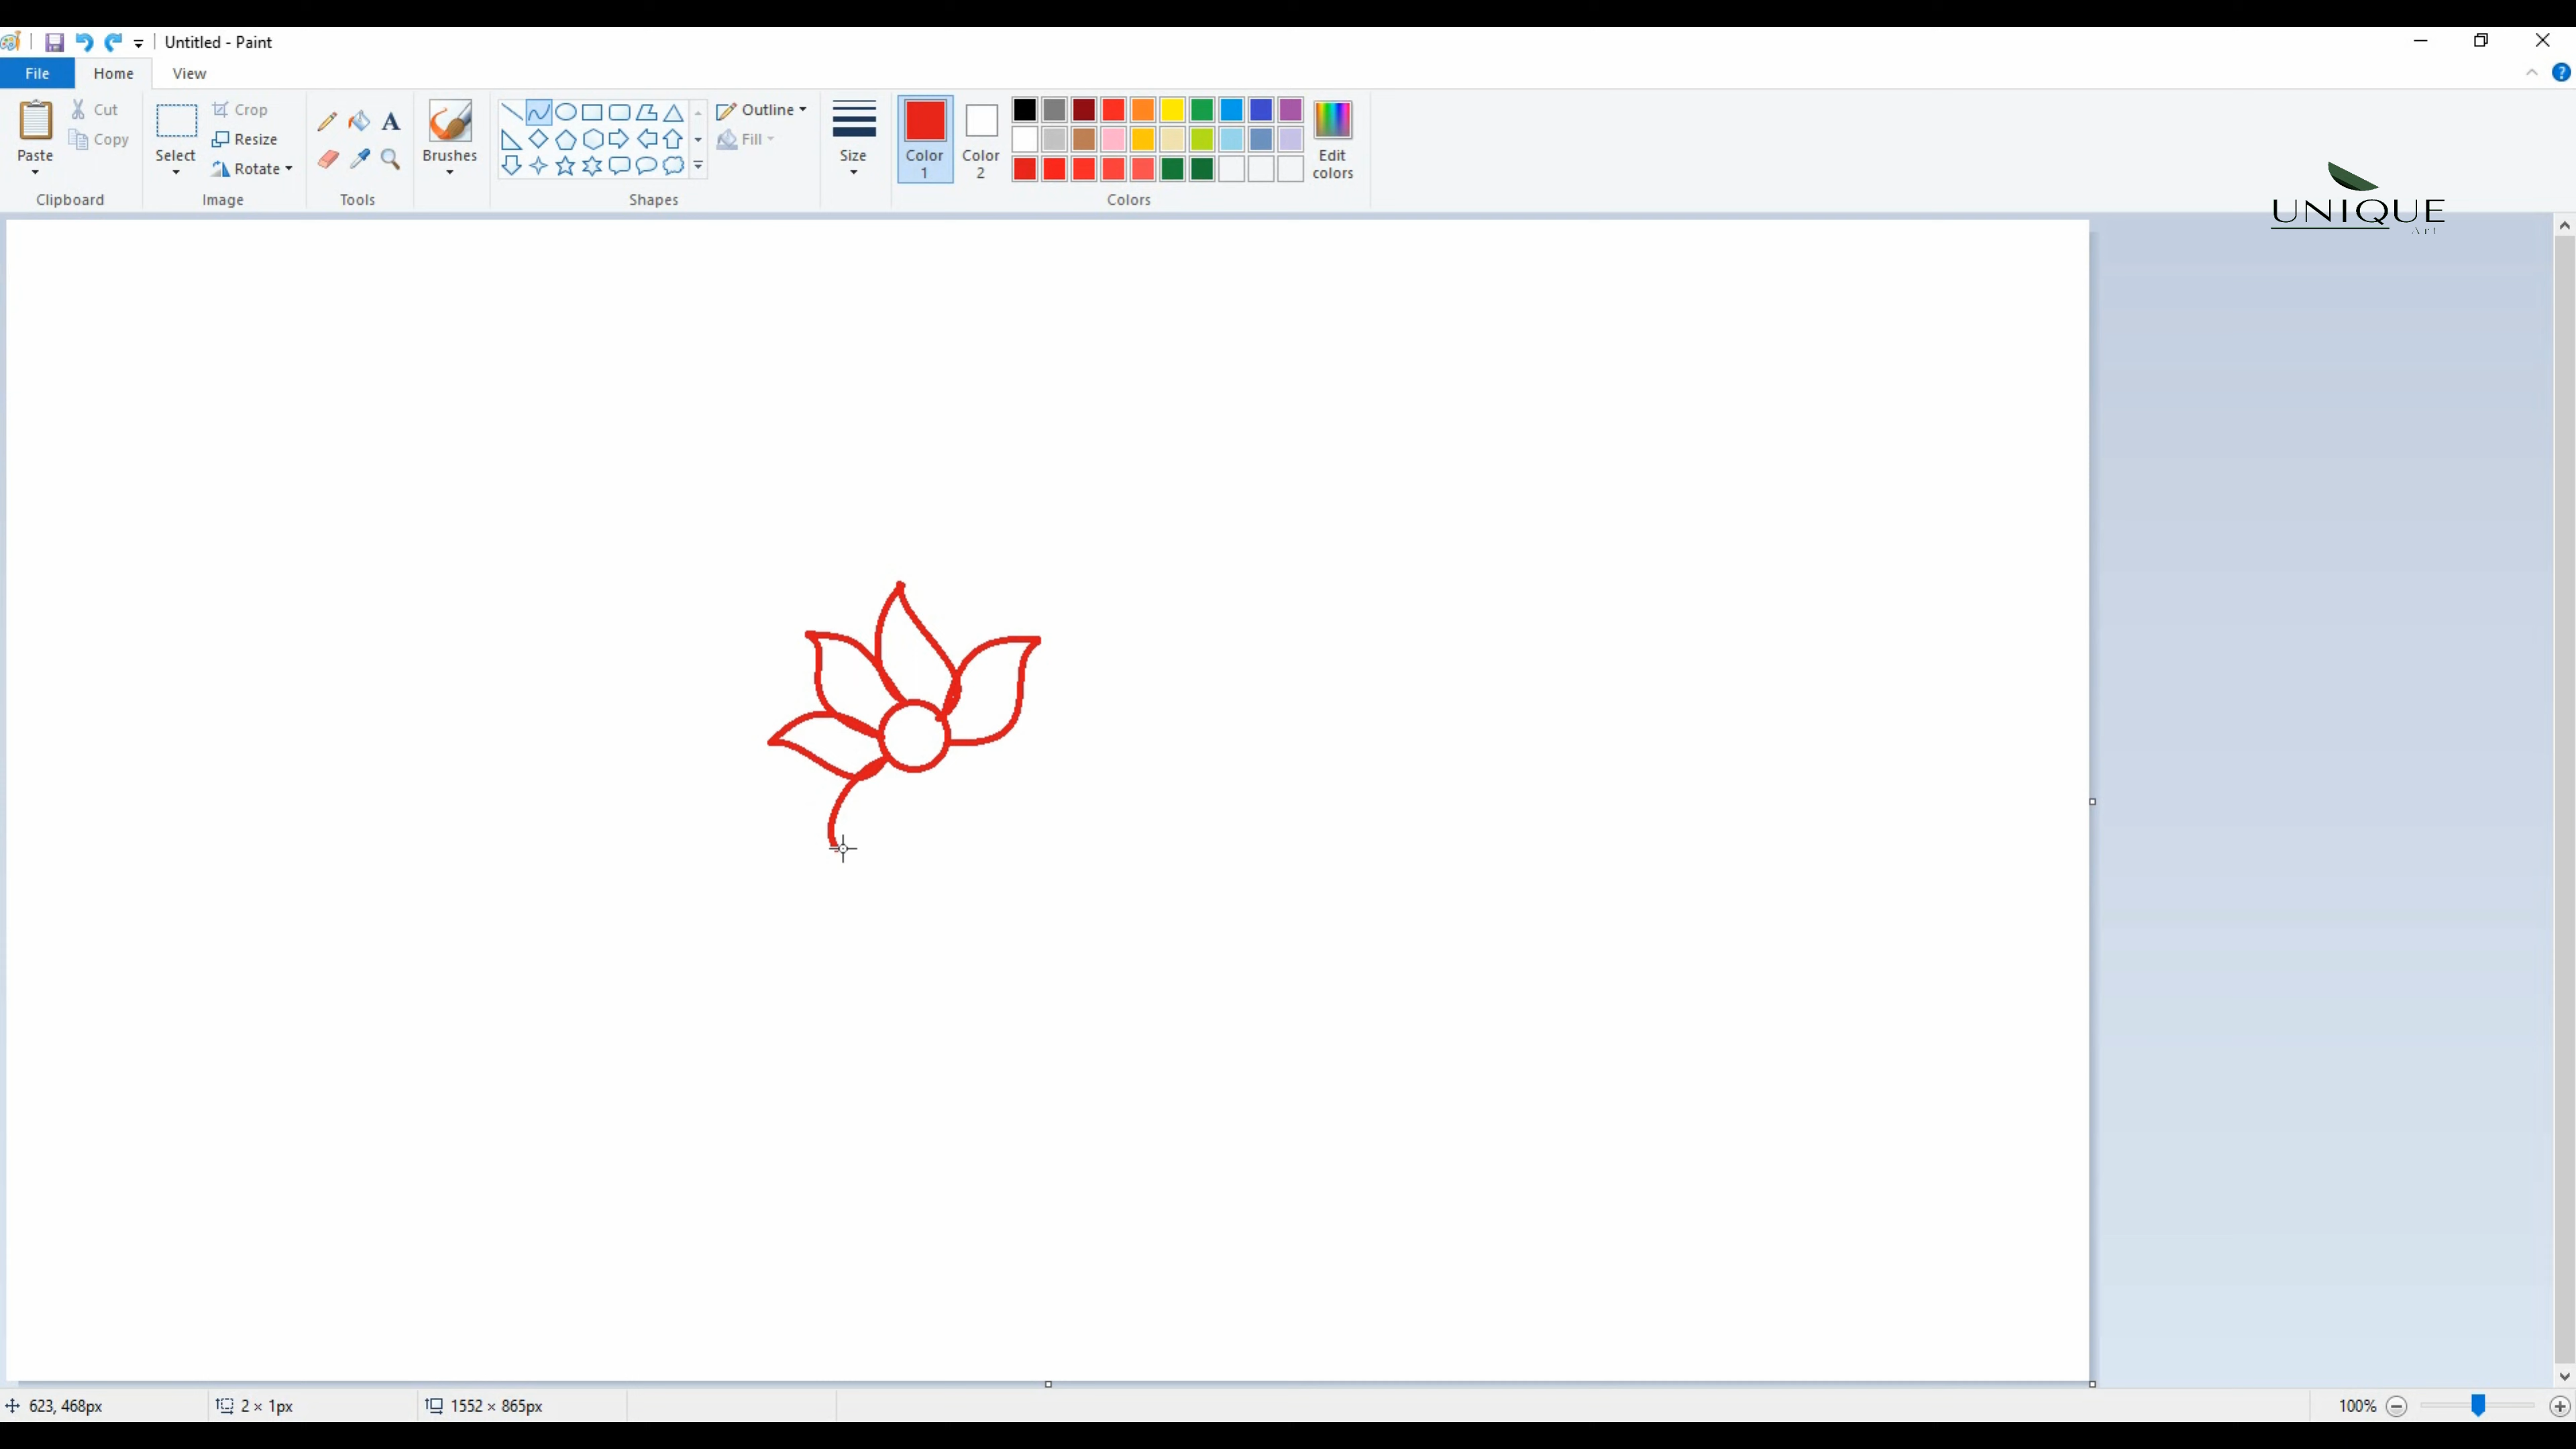 Untitled - Paint
File Home View
Paste Cut Copy Select Crop Resize Rotate A Brushes Outline Fill Size Color 1 Color 2 Edit colors
Clipboard Image Tools Shapes Colors
UNIQUE
Art
623, 468px 2 × 1px 1552 × 865px 100%